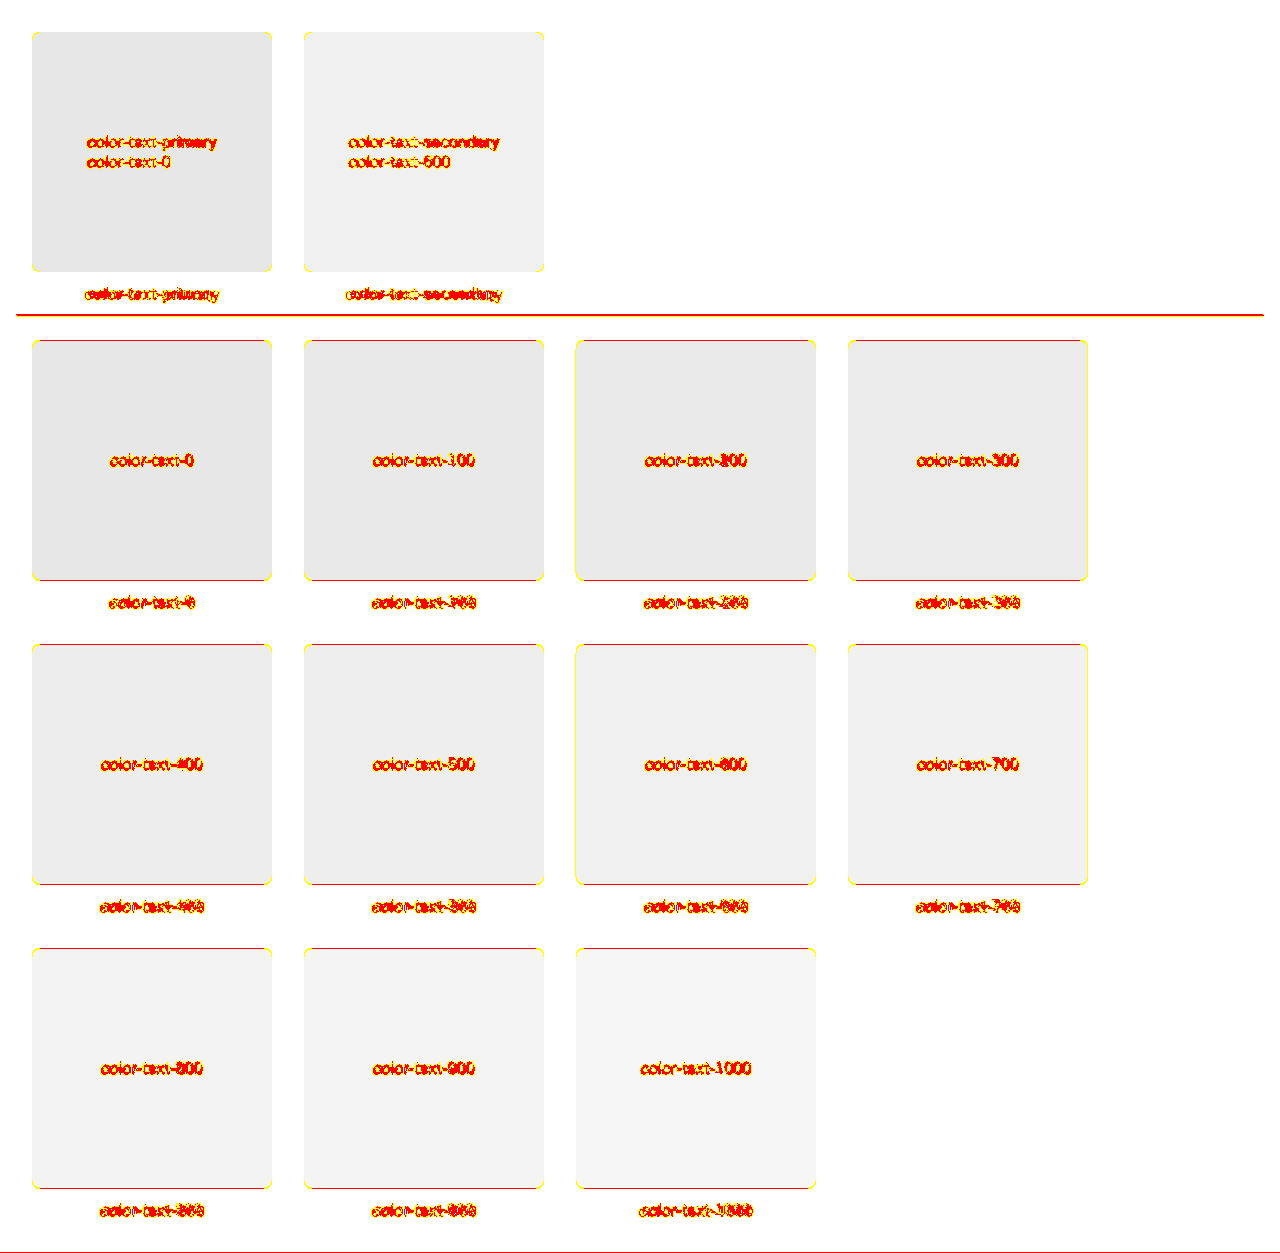 color-text-primary
color-text-0
color-text-secondary
color-text-600
color-text-primary
color-text-secondary
color-text-0
color-text-100
color-text-200
color-text-300
color-text-0
color-text-100
color-text-200
color-text-300
color-text-400
color-text-500
color-text-600
color-text-700
color-text-400
color-text-500
color-text-600
color-text-700
color-text-800
color-text-900
color-text-1000
color-text-800
color-text-900
color-text-1000